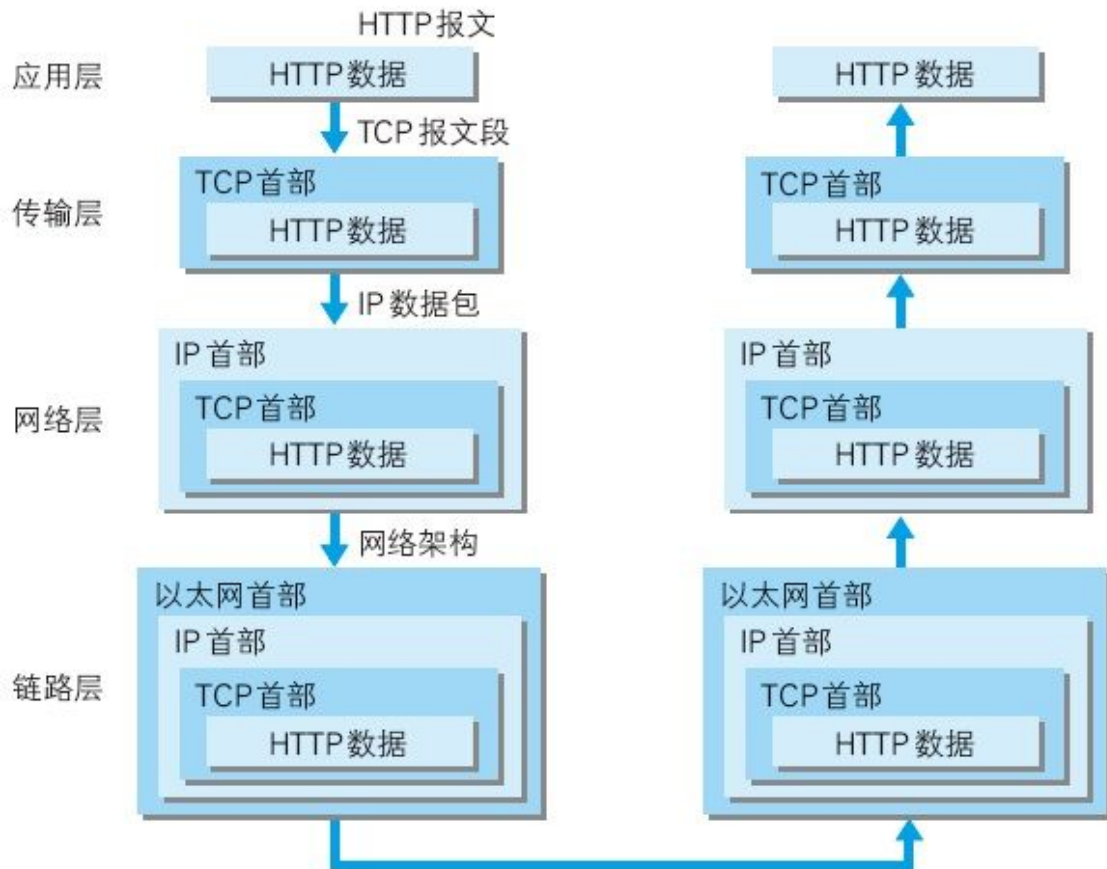 HTTP报文
应用层 HTTP数据 HTTP数据
TCP报文段
TCP首部 TCP首部
传输层 HTTP数据 HTTP数据
IP数据包
IP首部 IP首部
TCP首部 TCP首部
网络层 HTTP数据 HTTP数据
网络架构
以太网首部 以太网首部
IP首部 IP首部
链路层 TCP首部 TCP首部
HTTP数据 HTTP数据